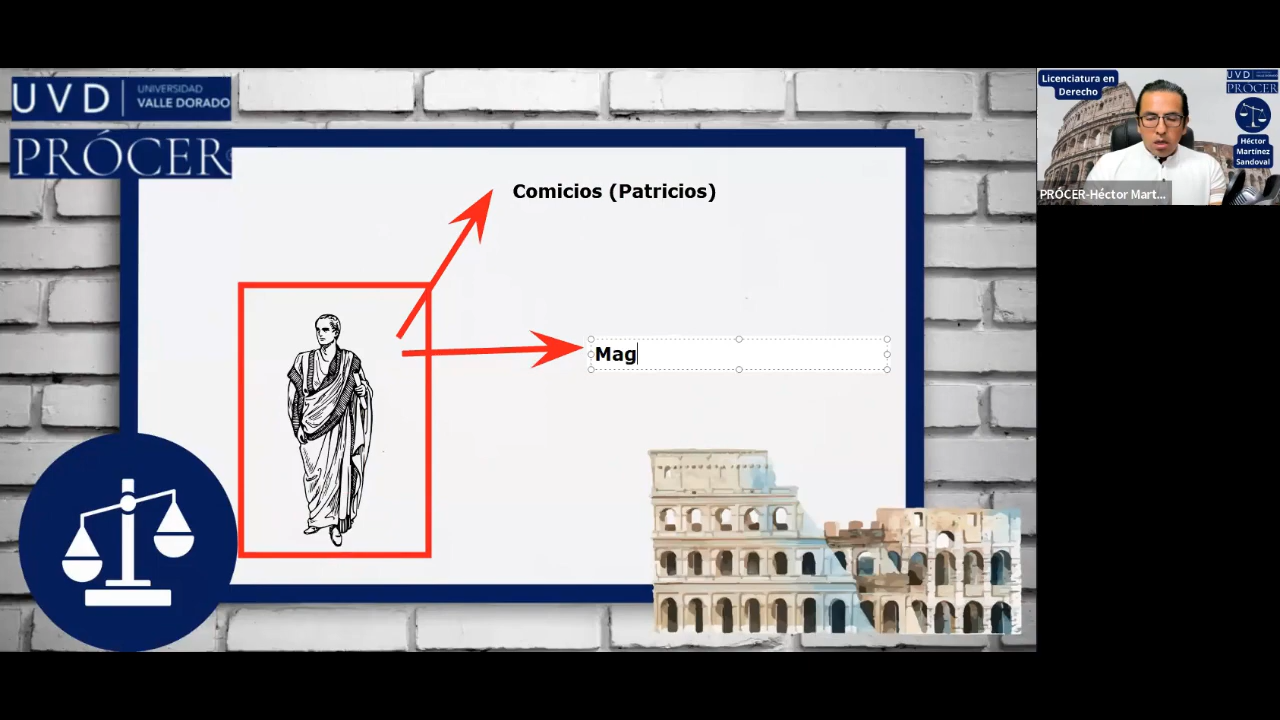 UVD
UNIVERSIDAD
VALLE DORADO
PRÓCER
Comicios (Patricios)
Mag
Licenciatura en
Derecho
UVD
PRÓCER
Héctor
Martínez
Sandoval
PRÓCER-Héctor Mart...